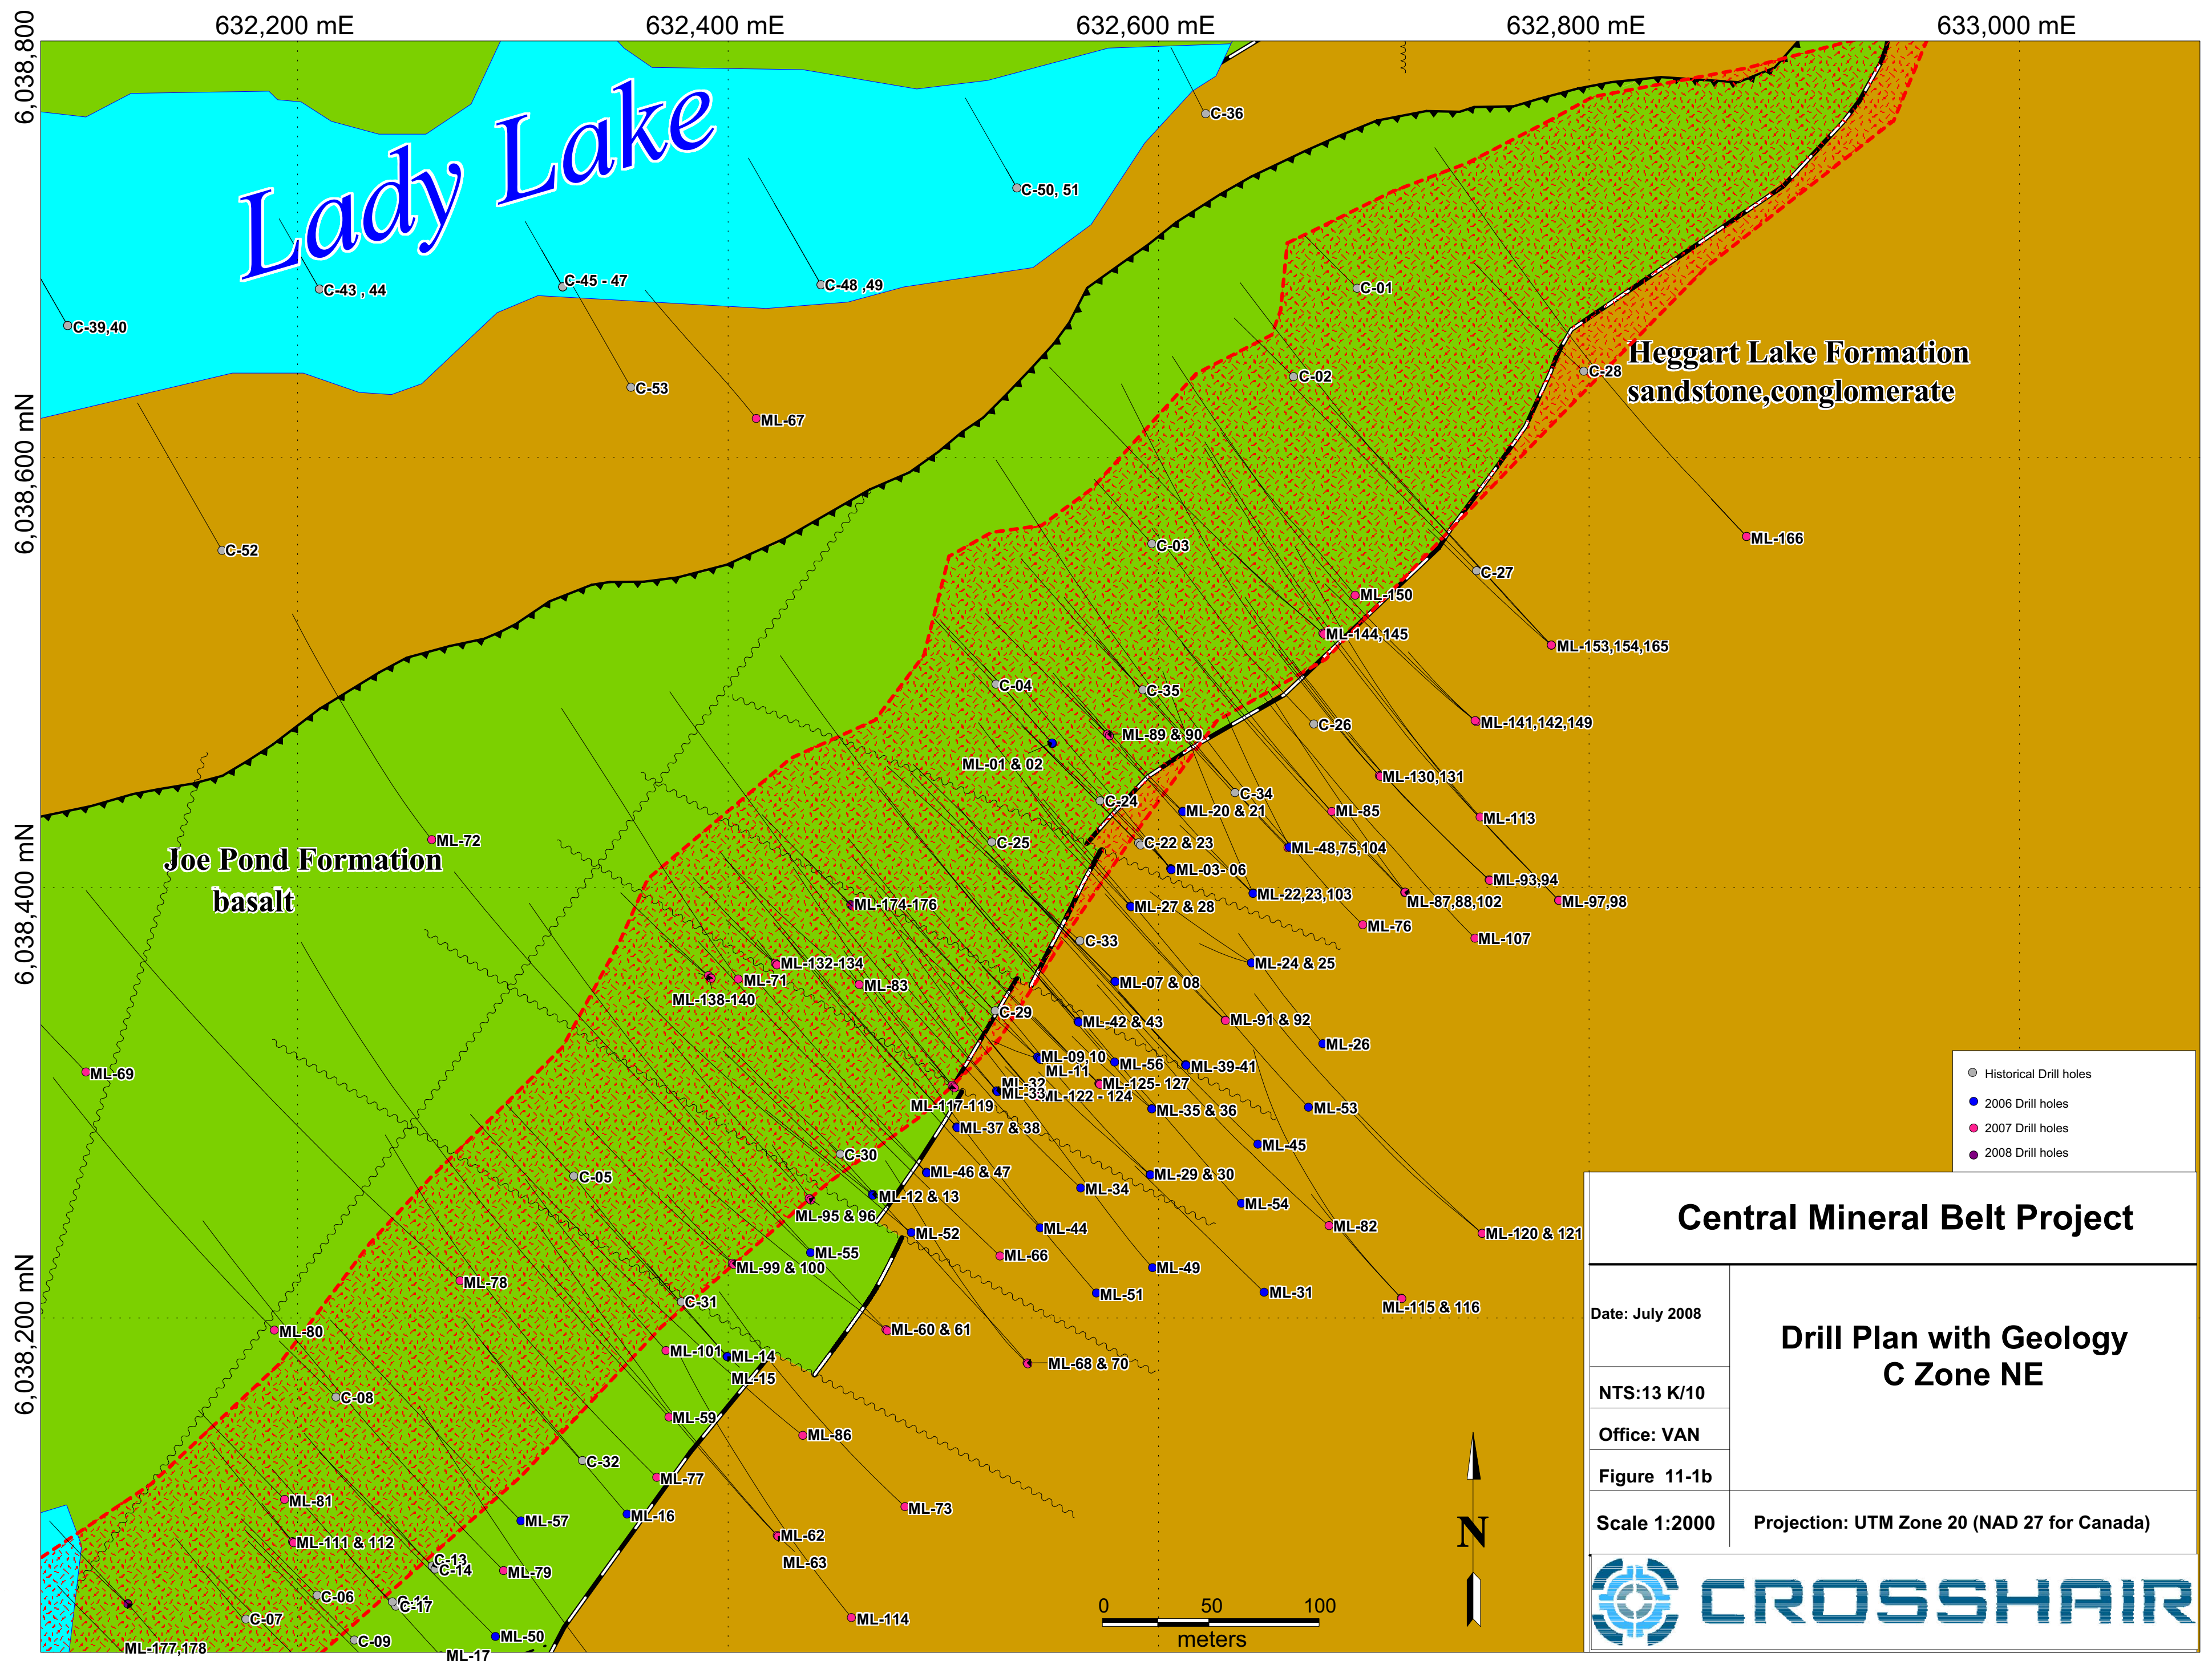 632,200 mE
632,400 mE
632,600 mE
632,800 mE
633,000 mE
6,038,800
6,038,600 mN
6,038,400 mN
6,038,200 mN
Lady Lake
C-36
C-50, 51
C-43 , 44
C-45 - 47
C-48 ,49
C-01
C-39,40
Heggart Lake Formation
sandstone,conglomerate
C-28
C-02
C-53
ML-67
ML-166
C-03
C-52
C-27
ML-150
ML-144,145
ML-153,154,165
C-04
C-35
C-26
ML-141,142,149
ML-89 & 90
ML-01 & 02
ML-130,131
C-24
C-34
ML-20 & 21
ML-85
ML-113
ML-72
C-25
C-22 & 23
ML-48,75,104
Joe Pond Formation
basalt
ML-03- 06
ML-93,94
ML-22,23,103
ML-87,88,102
ML-97,98
ML-174-176
ML-27 & 28
ML-76
C-33
ML-107
ML-132-134
ML-24 & 25
ML-71
ML-83
ML-07 & 08
ML-138-140
C-29
ML-42 & 43
ML-91 & 92
ML-26
ML-09,10
ML-11
ML-56
ML-39-41
ML-69
ML-32
ML-33
ML-125- 127
ML-122 - 124
ML-117-119
ML-35 & 36
ML-53
ML-37 & 38
ML-45
C-30
C-05
ML-46 & 47
ML-29 & 30
ML-12 & 13
ML-34
ML-95 & 96
ML-54
ML-52
ML-44
ML-82
ML-120 & 121
ML-55
ML-66
ML-99 & 100
ML-49
ML-78
ML-51
ML-31
C-31
ML-115 & 116
ML-80
ML-60 & 61
ML-101
ML-14
ML-15
ML-68 & 70
C-08
ML-59
ML-86
C-32
ML-77
ML-81
ML-73
ML-57
ML-16
ML-62
ML-63
ML-111 & 112
C-13
C-14
ML-79
C-06
C-11
C-17
C-07
C-09
ML-50
ML-114
ML-177,178
ML-17
Historical Drill holes
2006 Drill holes
2007 Drill holes
2008 Drill holes
Central Mineral Belt Project
Date: July 2008
Drill Plan with Geology
C Zone NE
NTS:13 K/10
Office: VAN
Figure 11-1b
Scale 1:2000
Projection: UTM Zone 20 (NAD 27 for Canada)
N
0 50 100
meters
CROSSHAIR